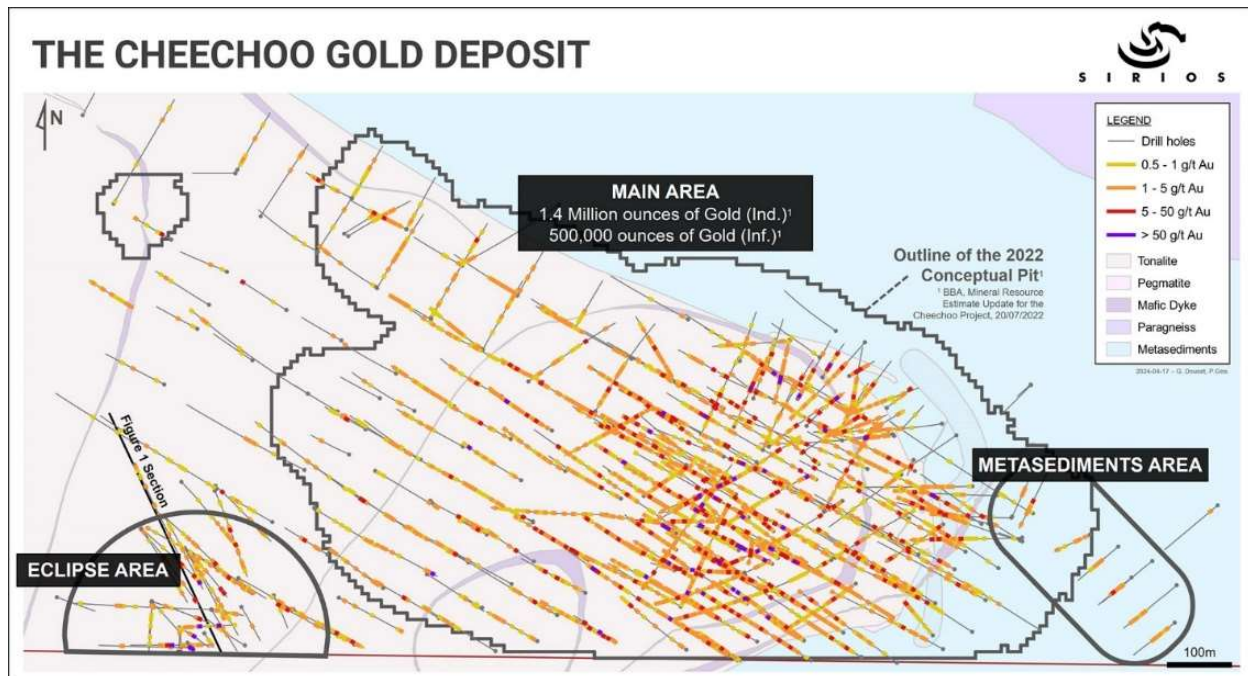 THE CHEECHOO GOLD DEPOSIT
SIRIOS
N
MAIN AREA
1.4 Million ounces of Gold (Ind.)¹
500,000 ounces of Gold (Inf.)¹
Outline of the 2022
Conceptual Pit¹
¹ BBA, Mineral Resource
Estimate Update for the
Cheechoo Project, 20/07/2022
LEGEND
Drill holes
0.5 - 1 g/t Au
1 - 5 g/t Au
5 - 50 g/t Au
> 50 g/t Au
Tonalite
Pegmatite
Mafic Dyke
Paragneiss
Metasediments
2024-04-17 - G.
Figure 1 Section
METASEDIMENTS AREA
ECLIPSE AREA
100m